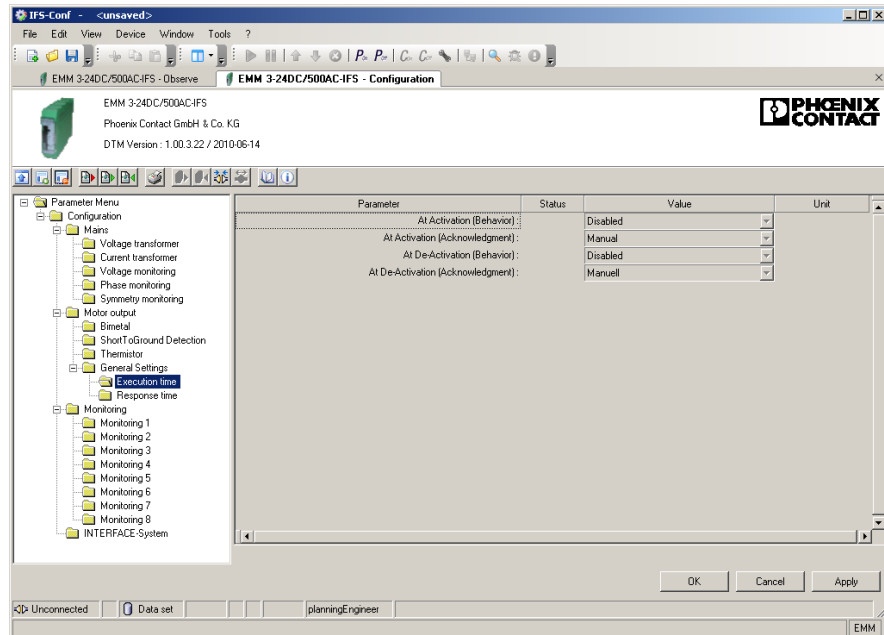 IFS-Conf - <unsaved>
File Edit View Device Window Tools ?
EMM 3-24DC/500AC-IFS - Observe EMM 3-24DC/500AC-IFS - Configuration
EMM 3-24DC/500AC-IFS
Phoenix Contact GmbH & Co. KG
DTM Version : 1.00.3.22 / 2010-06-14
PHŒNIX
CONTACT
Parameter Menu
Configuration
Mains
Voltage transformer
Current transformer
Voltage monitoring
Phase monitoring
Symmetry monitoring
Motor output
Bimetal
ShortToGround Detection
Thermistor
General Settings
Execution time
Response time
Monitoring
Monitoring 1
Monitoring 2
Monitoring 3
Monitoring 4
Monitoring 5
Monitoring 6
Monitoring 7
Monitoring 8
INTERFACE-System
Parameter Status Value Unit
At Activation (Behavior) : Disabled
At Activation (Acknowledgment) : Manual
At De-Activation (Behavior) : Disabled
At De-Activation (Acknowledgment) : Manuell
OK Cancel Apply
Unconnected Data set planningEngineer
EMM